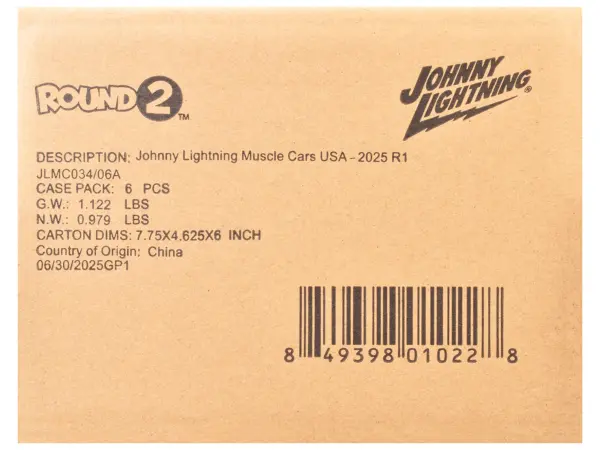 ROUND 2™
JOHNNY
LIGHTNING®
DESCRIPTION: Johnny Lightning Muscle Cars USA – 2025 R1
JLMC034/06A
CASE PACK: 6 PCS
G.W.: 1.122 LBS
N.W.: 0.979 LBS
CARTON DIMS: 7.75X4.625X6 INCH
Country of Origin: China
06/30/2025GP1
8 49398 01022 8